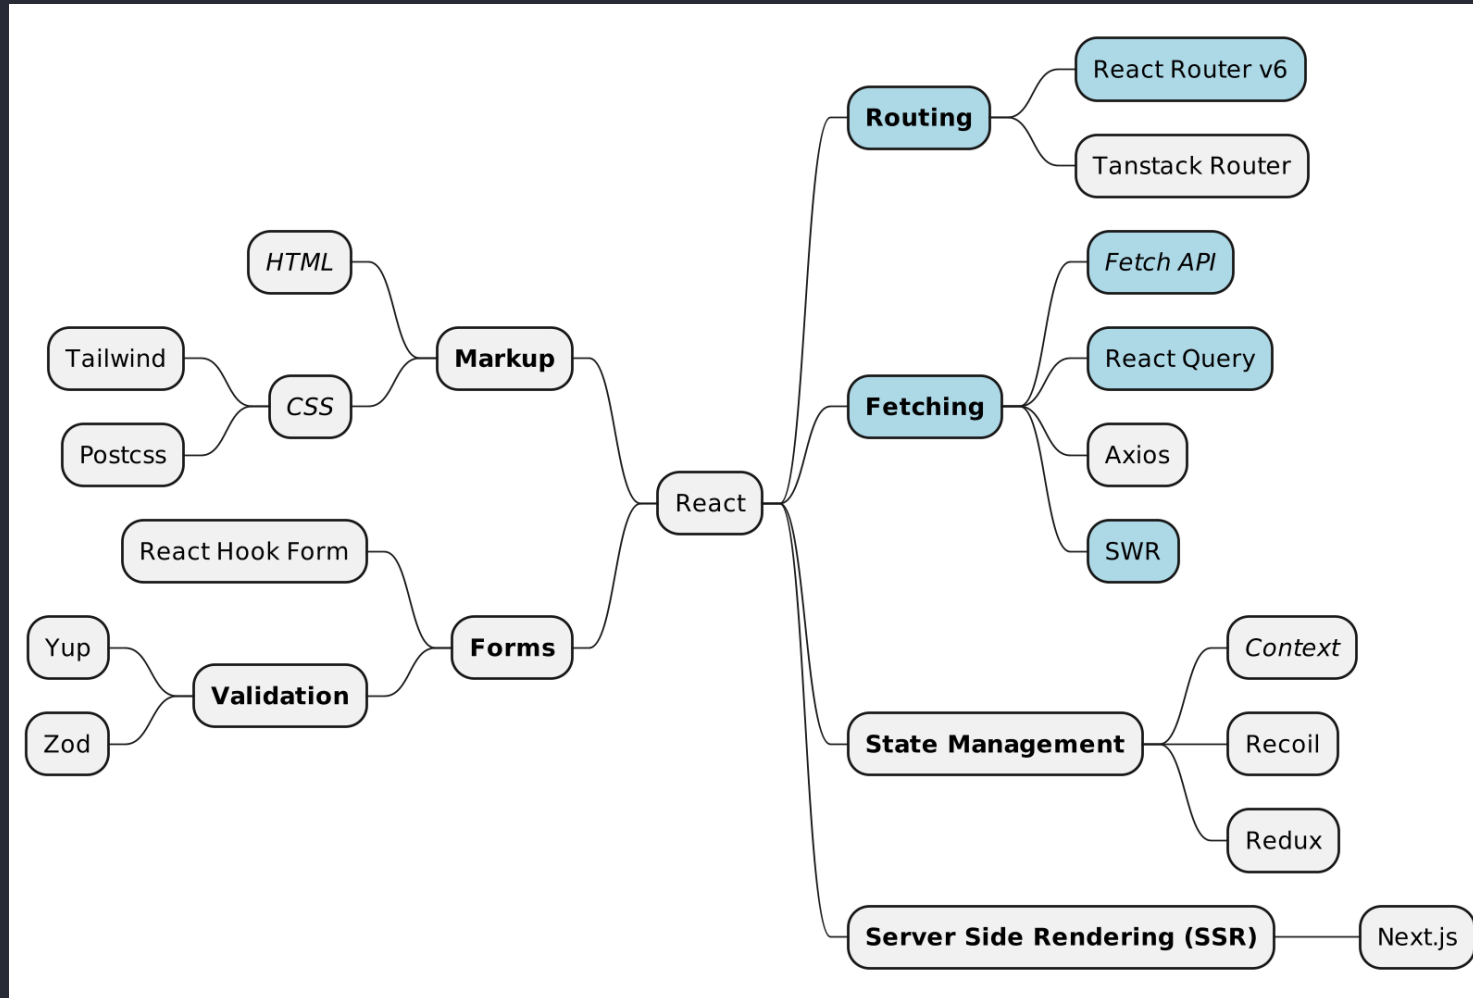 React
Routing
React Router v6
Tanstack Router
Fetching
Fetch API
React Query
Axios
SWR
State Management
Context
Recoil
Redux
Server Side Rendering (SSR)
Next.js
Markup
HTML
CSS
Tailwind
Postcss
Forms
React Hook Form
Validation
Yup
Zod